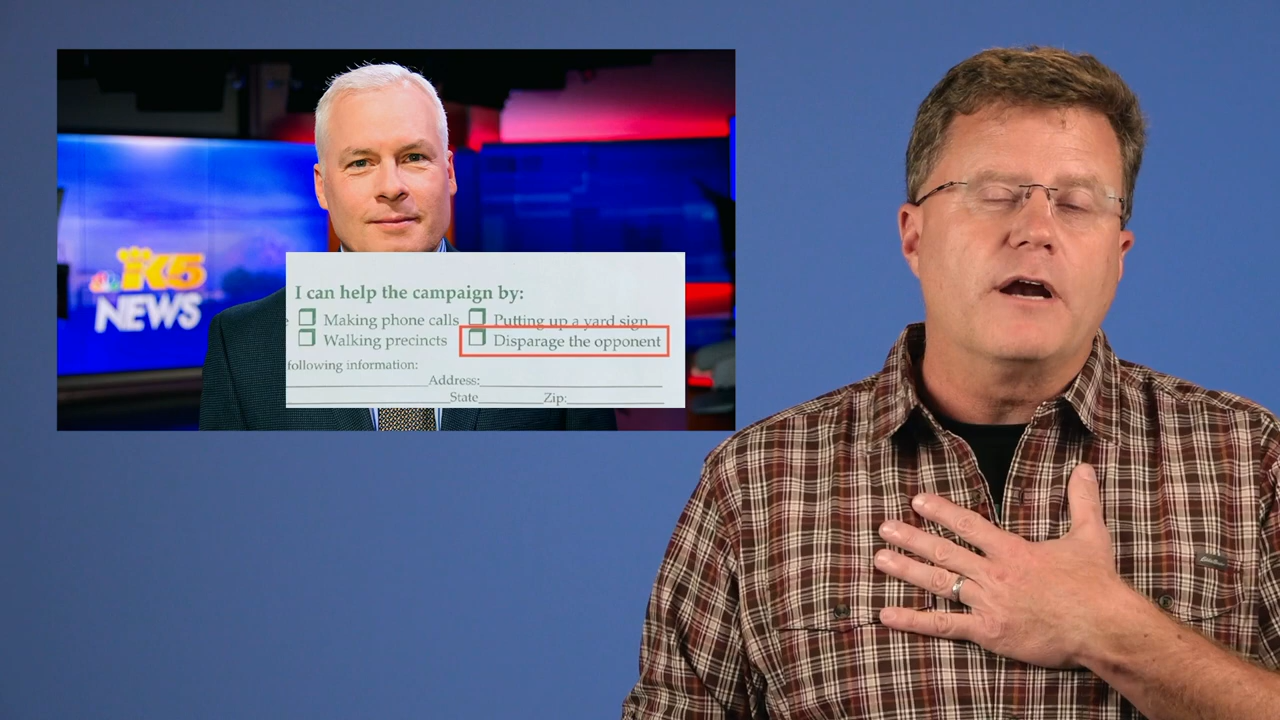 K5
NEWS
I can help the campaign by:
Making phone calls Putting up a yard sign
Walking precincts Disparage the opponent
following information:
Address:
State Zip: